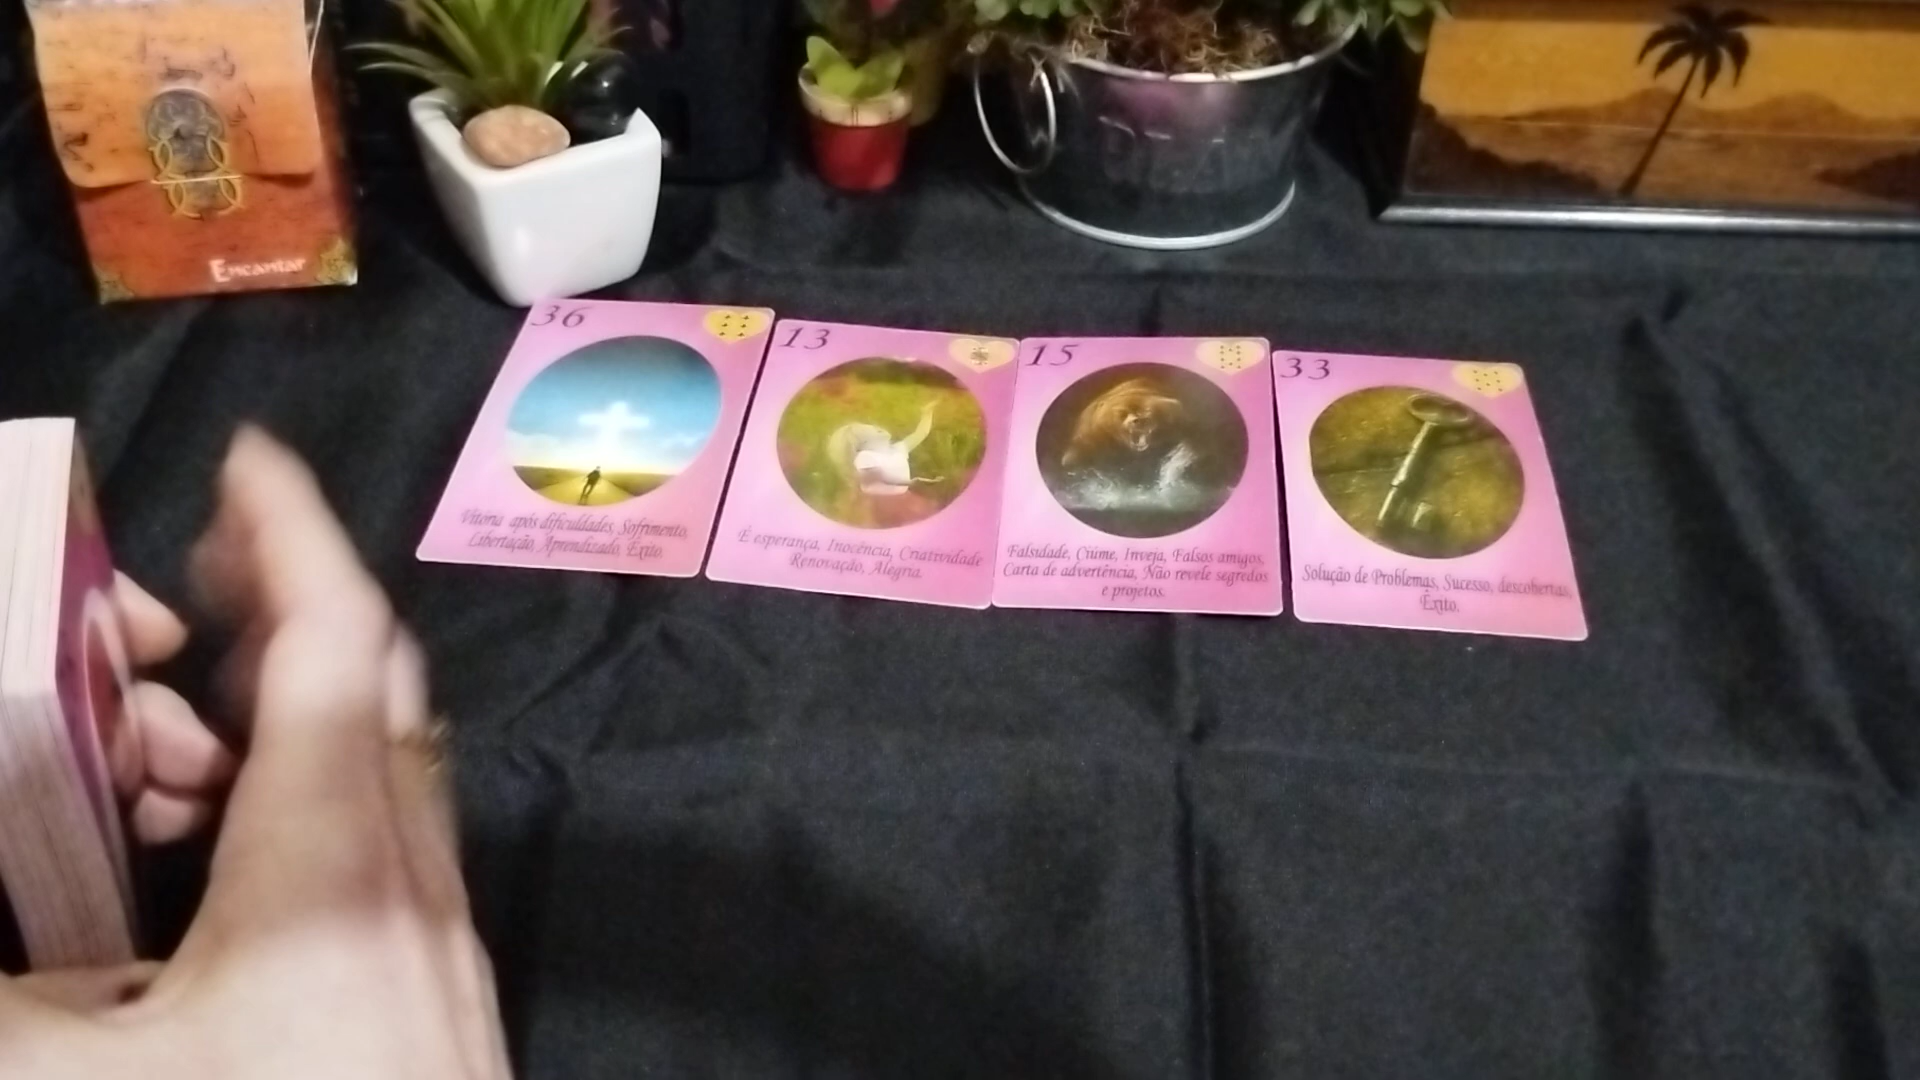 Encantar
36
Vitória após dificuldades, Sofrimento,
Libertação, Aprendizado, Êxito.
13
É esperança, Inocência, Criatividade
Renovação, Alegria.
15
Falsidade, Ciúme, Inveja, Falsos amigos,
Carta de advertência, Não revele segredos
e projetos.
33
Solução de Problemas, Sucesso, descobertas,
Êxito.